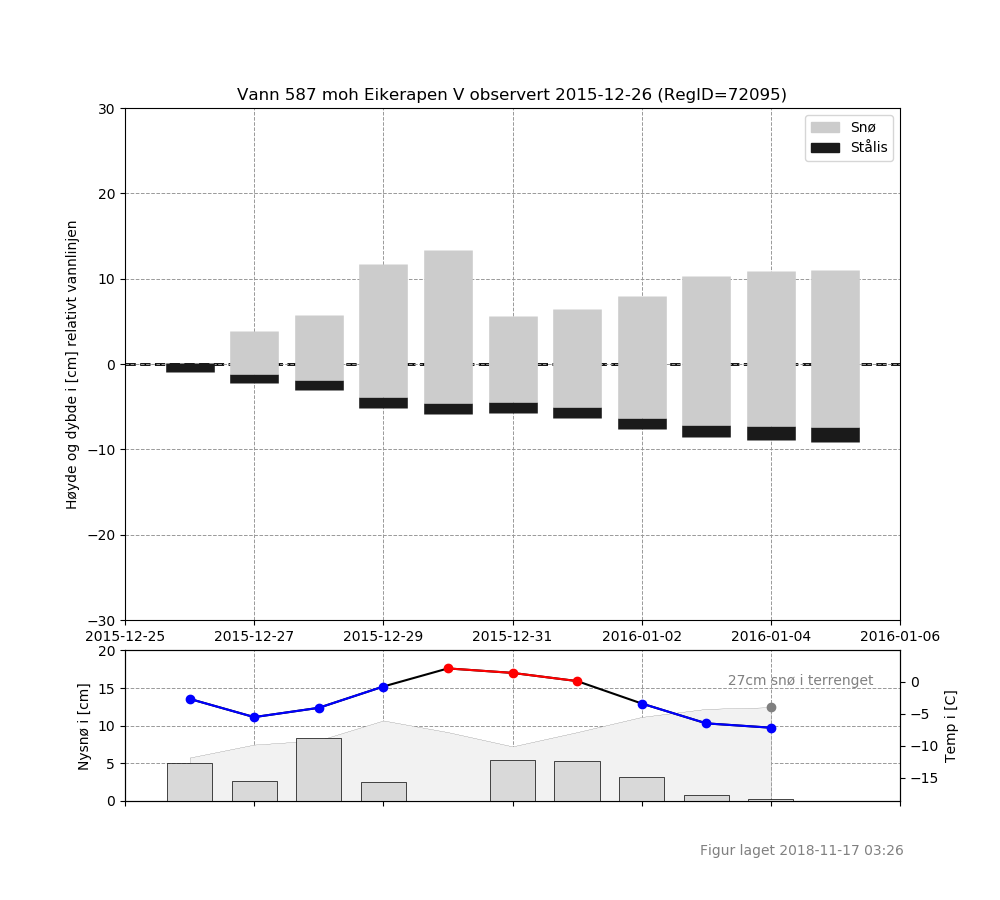 Vann 587 moh Eikerapen V observert 2015-12-26 (RegID=72095)
Snø
Stålis
Høyde og dybde i [cm] relativt vannlinjen
30
20
10
0
−10
−20
−30
2015-12-25 2015-12-27 2015-12-29 2015-12-31 2016-01-02 2016-01-04 2016-01-06
Nysnø i [cm]
20
15
10
5
0
27cm snø i terrenget
0
−5
−10
−15
Temp i [C]
Figur laget 2018-11-17 03:26